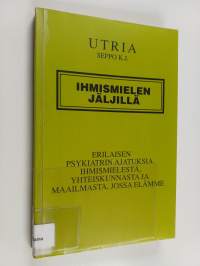 UTRIA
SEPPO K.J.
IHMISMIELEN
JÄLJILLÄ
ERILAISEN
PSYKIATRIN AJATUKSIA
IHMISMIELESTÄ,
YHTEISKUNNASTA JA
MAAILMASTA, JOSSA ELÄMME